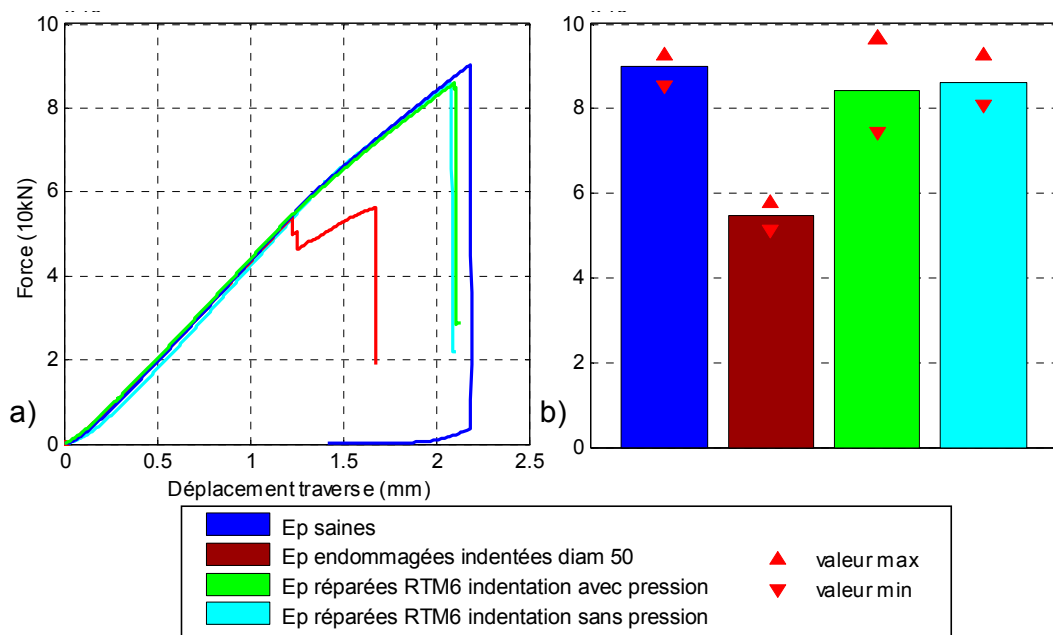 10
8
6
4
2
0
Force (10kN)
a)
0
0.5
1
1.5
2
2.5
Déplacement traverse (mm)
10
8
6
4
2
0
b)
Ep saines
Ep endommagées indentées diam 50
Ep réparées RTM6 indentation avec pression
Ep réparées RTM6 indentation sans pression
valeur max
valeur min